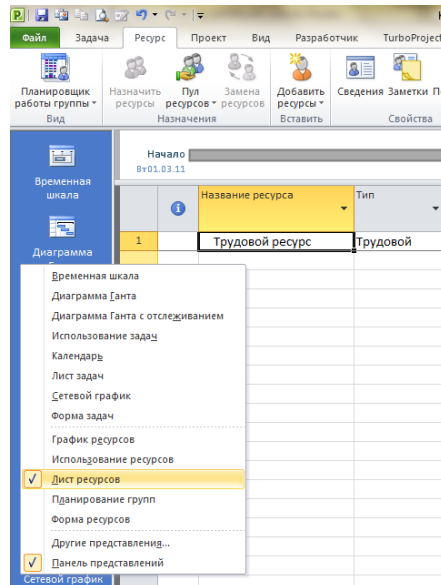 Файл Задача Ресурс Проект Вид Разработчик TurboProject
Планировщик работы группы
Назначить ресурсы
Пул ресурсов
Замена ресурсов
Добавить ресурсы
Сведения Заметки
Вид Назначения Вставить Свойства
Временная шкала
Начало
Вт01.03.11
Название ресурса Тип
1 Трудовой ресурс Трудовой
Диаграмма
Временная шкала
Диаграмма Ганта
Диаграмма Ганта с отслеживанием
Использование задач
Календарь
Лист задач
Сетевой график
Форма задач
График ресурсов
Использование ресурсов
Лист ресурсов
Планирование групп
Форма ресурсов
Другие представления...
Панель представлений
Сетевой график